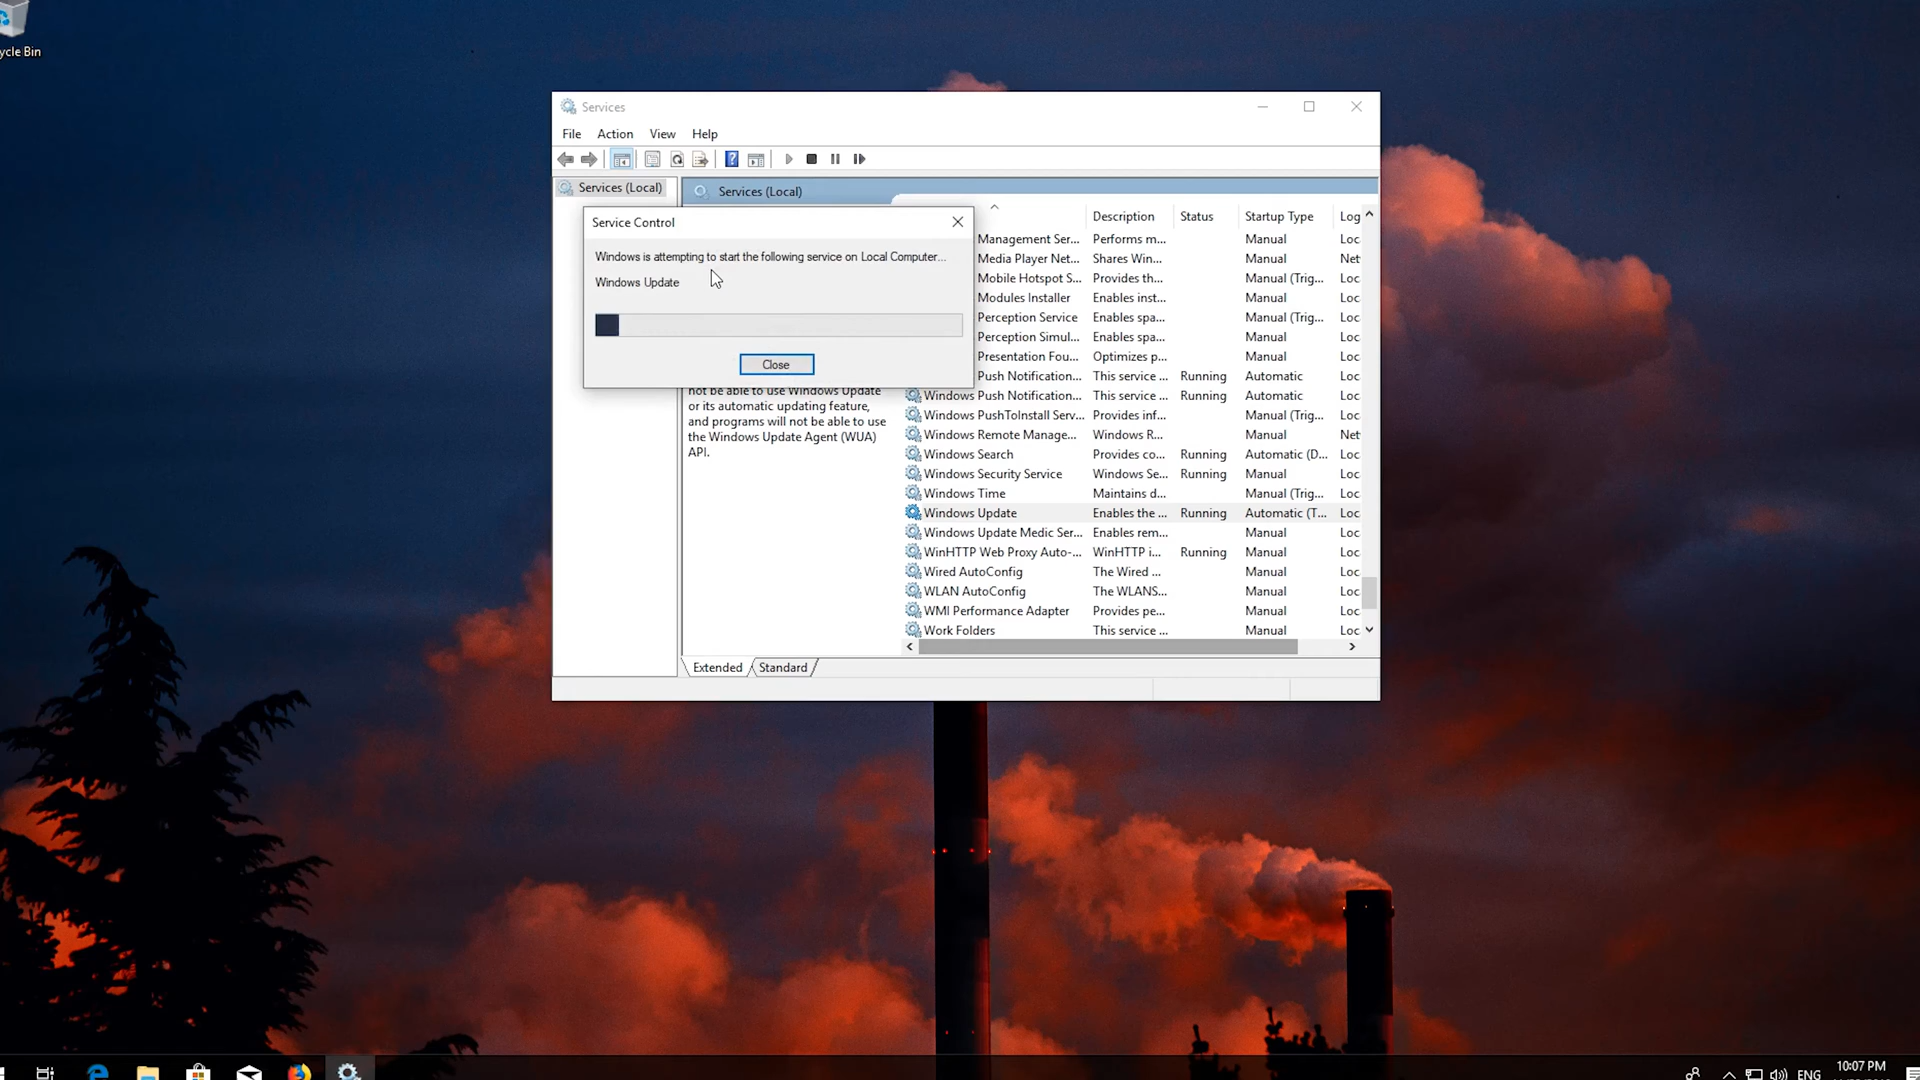 ycle Bin
Services
File Action View Help
Services (Local)
Services (Local)
Service Control
Windows is attempting to start the following service on Local Computer...
Windows Update
Close
not be able to use Windows Update
or its automatic updating feature,
and programs will not be able to use
the Windows Update Agent (WUA)
API.
Description Status Startup Type Log
Management Ser... Performs m... Manual Loc
Media Player Net... Shares Win... Manual Net
Mobile Hotspot S... Provides th... Manual (Trig... Loc
Modules Installer Enables inst... Manual Loc
Perception Service Enables spa... Manual (Trig... Loc
Perception Simul... Enables spa... Manual Loc
Presentation Fou... Optimizes p... Manual Loc
Push Notification... This service ... Running Automatic Loc
Windows Push Notification... This service ... Running Automatic Loc
Windows PushToInstall Serv... Provides inf... Manual (Trig... Loc
Windows Remote Manage... Windows R... Manual Net
Windows Search Provides co... Running Automatic (D... Loc
Windows Security Service Windows Se... Running Manual Loc
Windows Time Maintains d... Manual (Trig... Loc
Windows Update Enables the ... Running Automatic (T... Loc
Windows Update Medic Ser... Enables rem... Manual Loc
WinHTTP Web Proxy Auto-... WinHTTP i... Running Manual Loc
Wired AutoConfig The Wired ... Manual Loc
WLAN AutoConfig The WLANS... Manual Loc
WMI Performance Adapter Provides pe... Manual Loc
Work Folders This service ... Manual Loc
Extended Standard
ENG 10:07 PM